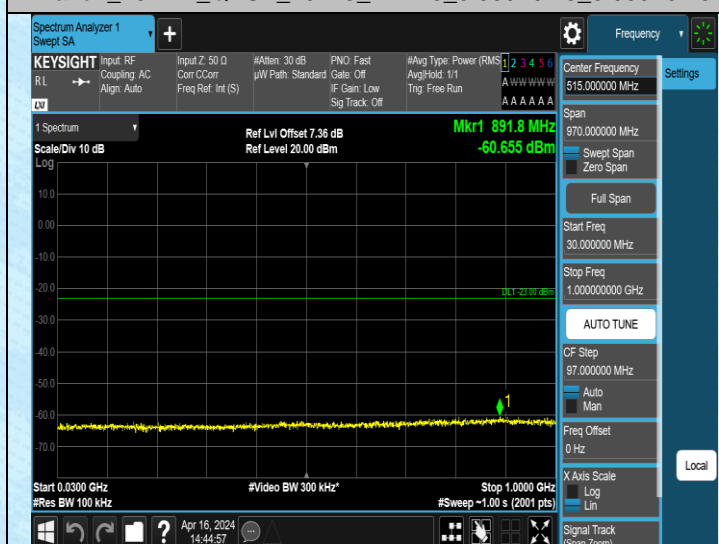 Spectrum Analyzer 1
Swept SA
+
Frequency
KEYSIGHT
RL
LXI
Input: RF
Coupling: AC
Align: Auto
Input Z: 50 Ω
Corr CCorr
Freq Ref: Int (S)
#Atten: 30 dB
µW Path: Standard
PNO: Fast
Gate: Off
IF Gain: Low
Sig Track: Off
#Avg Type: Power (RMS
Avg|Hold: 1/1
Trig: Free Run
1 2 3 4 5 6
A W W W W W
A A A A A A
1 Spectrum
Scale/Div 10 dB
Ref Lvl Offset 7.36 dB
Ref Level 20.00 dBm
Mkr1 891.8 MHz
-60.655 dBm
Log
10.0
0.00
-10.0
-20.0
-30.0
-40.0
-50.0
-60.0
-70.0
DL1 -23.00 dBm
1
Start 0.0300 GHz
#Res BW 100 kHz
#Video BW 300 kHz*
Stop 1.0000 GHz
#Sweep ~1.00 s (2001 pts)
Center Frequency
515.000000 MHz
Settings
Span
970.000000 MHz
Swept Span
Zero Span
Full Span
Start Freq
30.000000 MHz
Stop Freq
1.000000000 GHz
AUTO TUNE
CF Step
97.000000 MHz
Auto
Man
Freq Offset
0 Hz
X Axis Scale
Log
Lin
Signal Track
(Span Zoom)
Local
?
Apr 16, 2024
14:44:57